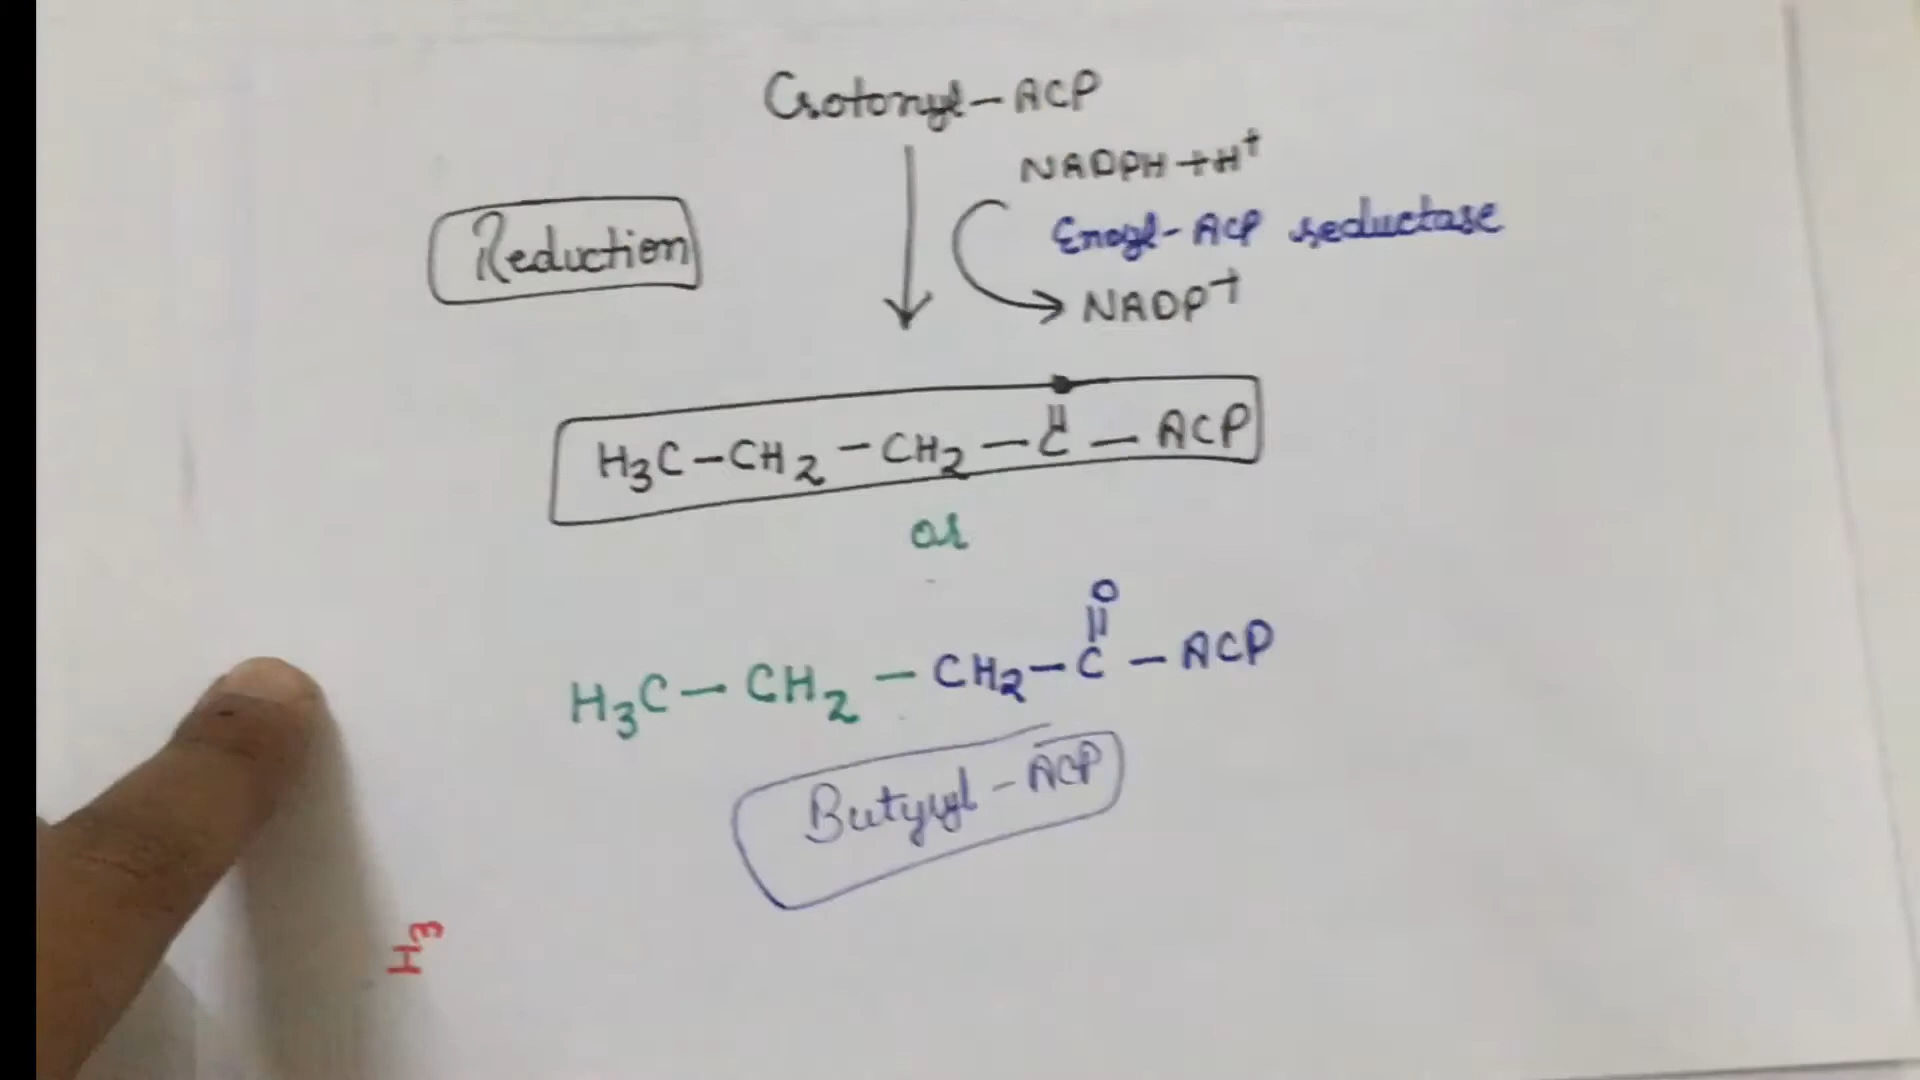 Crotonyl-ACP
NADPH+H⁺
Reduction
Enoyl-ACP reductase
NADP⁺
H₃C-CH₂-CH₂-C-ACP
or
O
H₃C-CH₂-CH₂-C-ACP
Butyryl-ACP
H₃